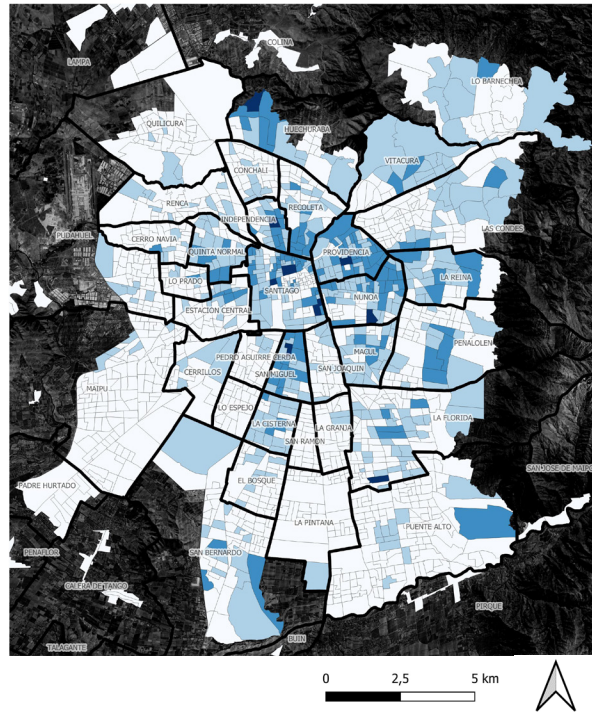 COLINA
LAMPA
LO BARNECHEA
QUILICURA
HUECHURABA
VITACURA
CONCHALI
RENCA
RECOLETA
INDEPENDENCIA
LAS CONDES
PUDAHUEL
CERRO NAVIA
QUINTA NORMAL
PROVIDENCIA
LO PRADO
LA REINA
SANTIAGO
NUNOA
ESTACION CENTRAL
PENALOLEN
MACUL
PEDRO AGUIRRE CERDA
SAN JOAQUIN
CERRILLOS
SAN MIGUEL
MAIPU
LO ESPEJO
LA FLORIDA
LA CISTERNA
LA GRANJA
SAN RAMON
SAN JOSE DE MAIPO
EL BOSQUE
PADRE HURTADO
LA PINTANA
PUENTE ALTO
PENAFLOR
SAN BERNARDO
CALERA DE TANGO
PIRQUE
BUIN
TALAGANTE
0 2,5 5 km